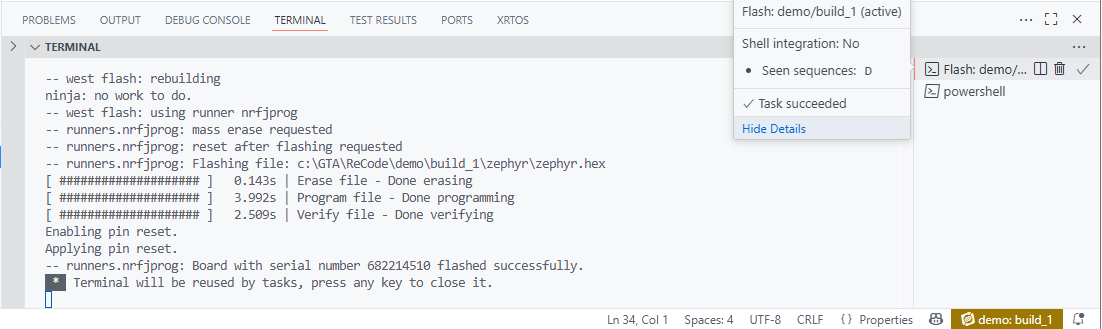 PROBLEMS OUTPUT DEBUG CONSOLE TERMINAL TEST RESULTS PORTS XRTOS
TERMINAL
-- west flash: rebuilding
ninja: no work to do.
-- west flash: using runner nrfjprog
-- runners.nrfjprog: mass erase requested
-- runners.nrfjprog: reset after flashing requested
-- runners.nrfjprog: Flashing file: c:\GTA\ReCode\demo\build_1\zephyr\zephyr.hex
[ #################### ]   0.143s | Erase file - Done erasing
[ #################### ]   3.992s | Program file - Done programming
[ #################### ]   2.509s | Verify file - Done verifying
Enabling pin reset.
Applying pin reset.
-- runners.nrfjprog: Board with serial number 682214510 flashed successfully.
* Terminal will be reused by tasks, press any key to close it.
Flash: demo/build_1 (active)
Shell integration: No
• Seen sequences: D
Task succeeded
Hide Details
Flash: demo/...
powershell
Ln 34, Col 1 Spaces: 4 UTF-8 CRLF {} Properties demo: build_1